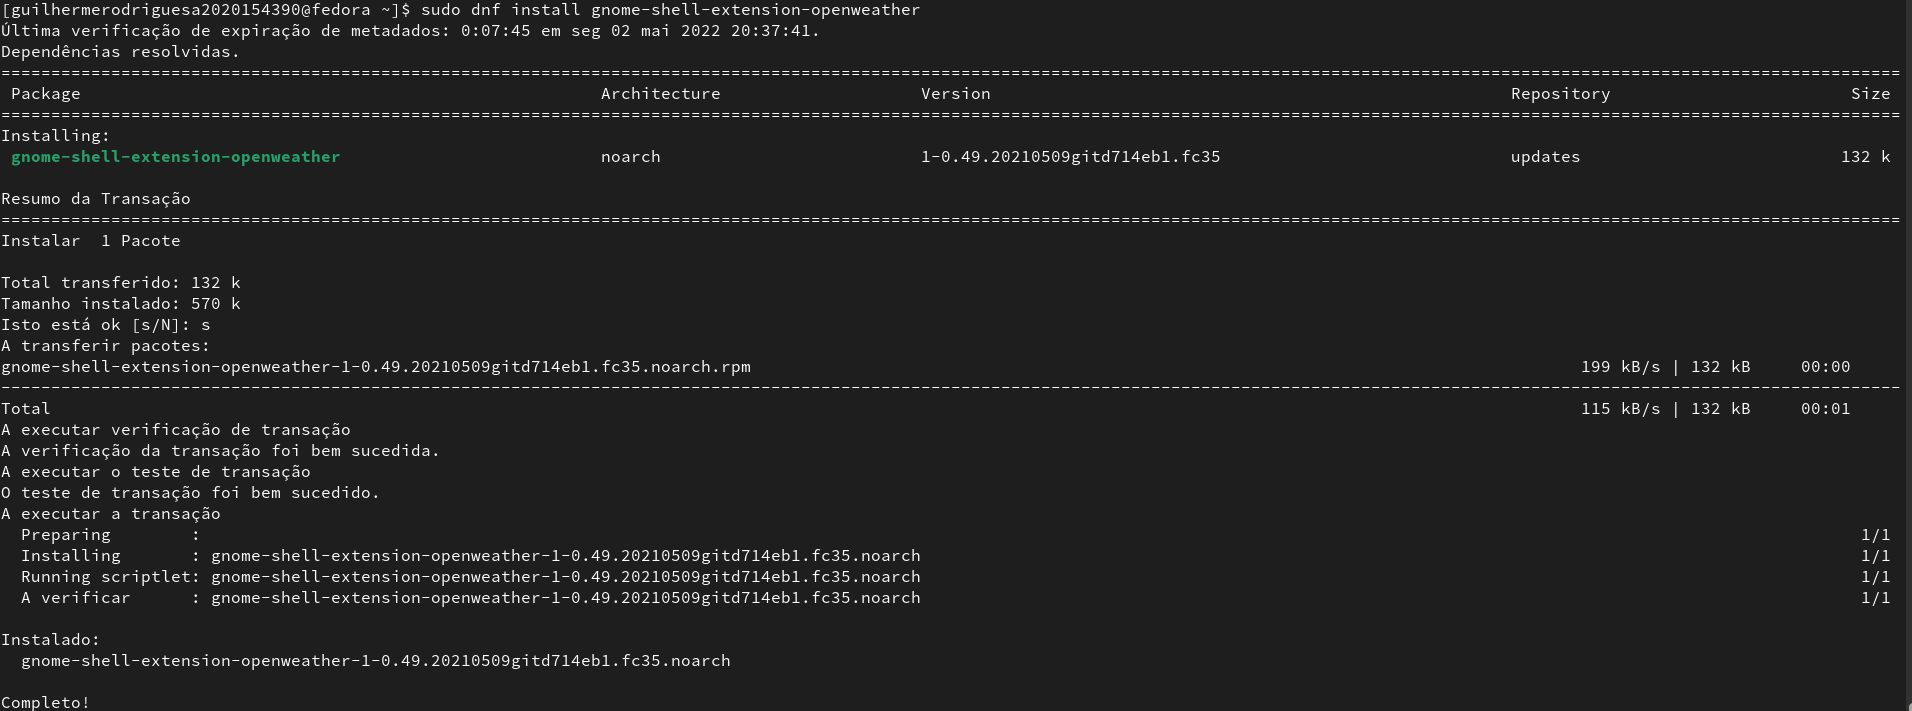 [guilhermerodriguesa2020154390@fedora ~]$ sudo dnf install gnome-shell-extension-openweather
Última verificação de expiração de metadados: 0:07:45 em seg 02 mai 2022 20:37:41.
Dependências resolvidas.
================================================================================
Package Architecture Version Repository Size
================================================================================
Installing:
gnome-shell-extension-openweather noarch 1-0.49.20210509gitd714eb1.fc35 updates 132 k
Resumo da Transação
================================================================================
Instalar  1 Pacote
Total transferido: 132 k
Tamanho instalado: 570 k
Isto está ok [s/N]: s
A transferir pacotes:
gnome-shell-extension-openweather-1-0.49.20210509gitd714eb1.fc35.noarch.rpm 199 kB/s | 132 kB 00:00
--------------------------------------------------------------------------------
Total 115 kB/s | 132 kB 00:01
A executar verificação de transação
A verificação da transação foi bem sucedida.
A executar o teste de transação
O teste de transação foi bem sucedido.
A executar a transação
Preparing : 1/1
Installing : gnome-shell-extension-openweather-1-0.49.20210509gitd714eb1.fc35.noarch 1/1
Running scriptlet: gnome-shell-extension-openweather-1-0.49.20210509gitd714eb1.fc35.noarch 1/1
A verificar : gnome-shell-extension-openweather-1-0.49.20210509gitd714eb1.fc35.noarch 1/1
Instalado:
gnome-shell-extension-openweather-1-0.49.20210509gitd714eb1.fc35.noarch
Completo!